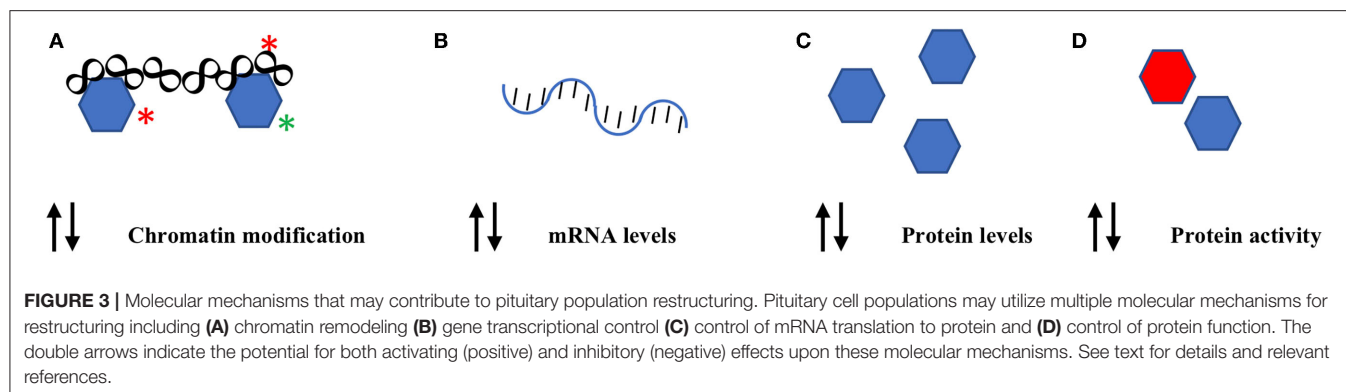 A
B
C
D
* * *
Chromatin modification
mRNA levels
Protein levels
Protein activity
FIGURE 3 | Molecular mechanisms that may contribute to pituitary population restructuring. Pituitary cell populations may utilize multiple molecular mechanisms for
restructuring including (A) chromatin remodeling (B) gene transcriptional control (C) control of mRNA translation to protein and (D) control of protein function. The
double arrows indicate the potential for both activating (positive) and inhibitory (negative) effects upon these molecular mechanisms. See text for details and relevant
references.